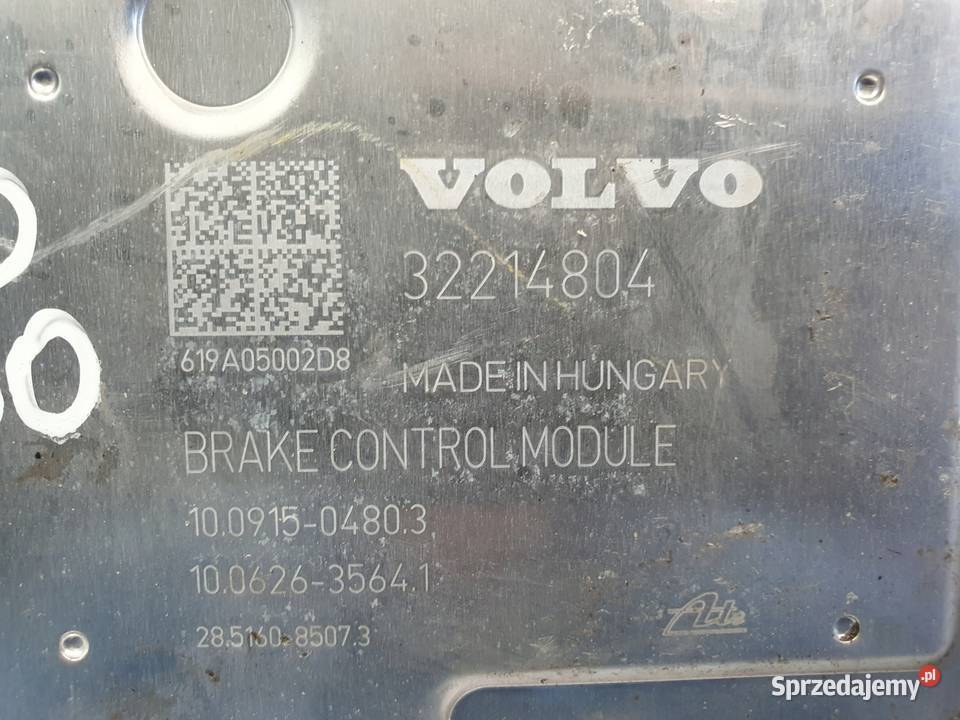 VOLVO
32214804
619A05002D8
MADE IN HUNGARY
BRAKE CONTROL MODULE
10.0915-0480.3
10.0626-3564.1
28.5160-8507.3
Ate
Sprzedajemy.pl